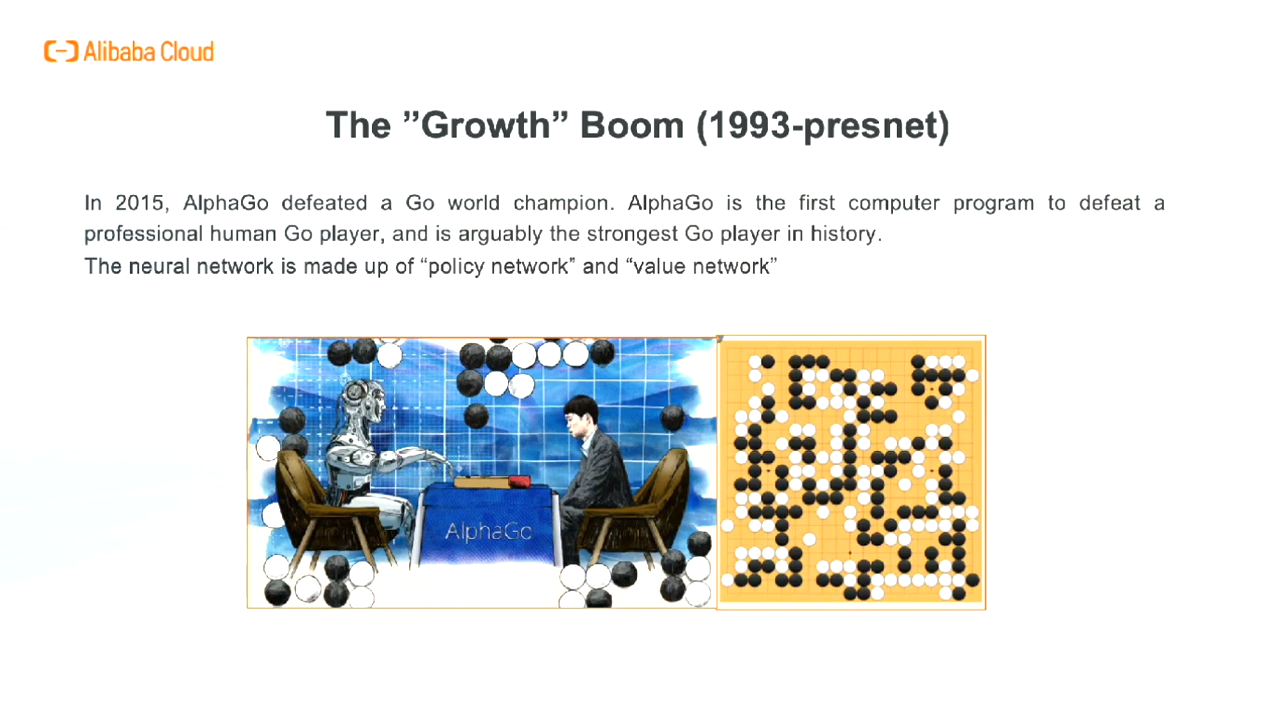 Alibaba Cloud
The ”Growth” Boom (1993-presnet)
In 2015, AlphaGo defeated a Go world champion. AlphaGo is the first computer program to defeat a
professional human Go player, and is arguably the strongest Go player in history.
The neural network is made up of “policy network” and “value network”
AlphaGo